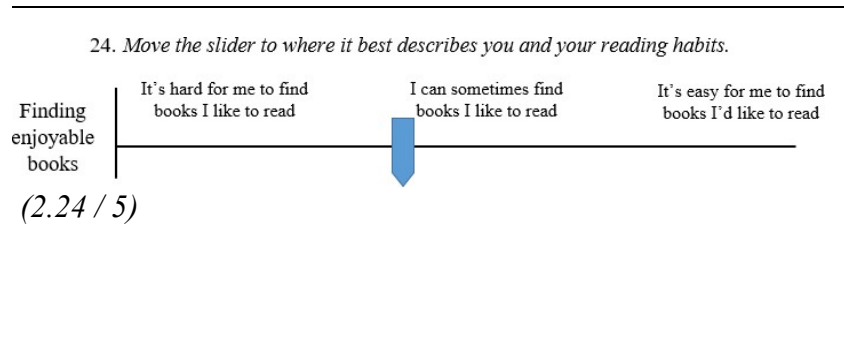 24. Move the slider to where it best describes you and your reading habits.
It's hard for me to find
books I like to read
I can sometimes find
books I like to read
It's easy for me to find
books I'd like to read
Finding
enjoyable
books
(2.24 / 5)